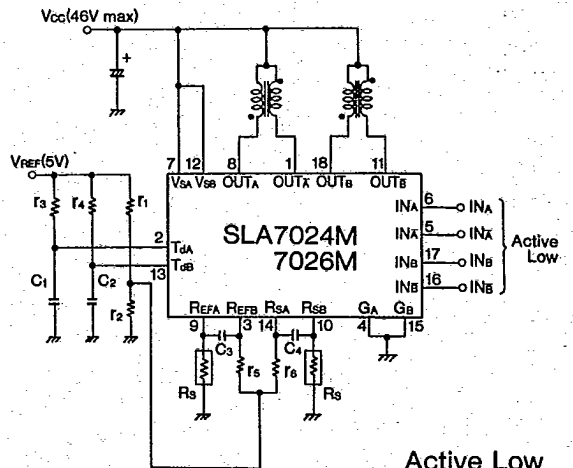 Vcc(46V max)
+
VREF(5V)
7 12 8 1 18 11
VSA VSB OUTA OUTA̅ OUTB OUTB̅
r3 r4 r1
INA 6 INA
INA̅ 5 INA̅
INB 17 INB
INB̅ 16 INB̅
Active
Low
2 TdA
13 TdB
SLA7024M
7026M
C1 C2 r2
REFA REFB RSA RSB GA GB
9 3 14 10 4 15
C3 C4
r5 r6
Rs Rs
Active Low